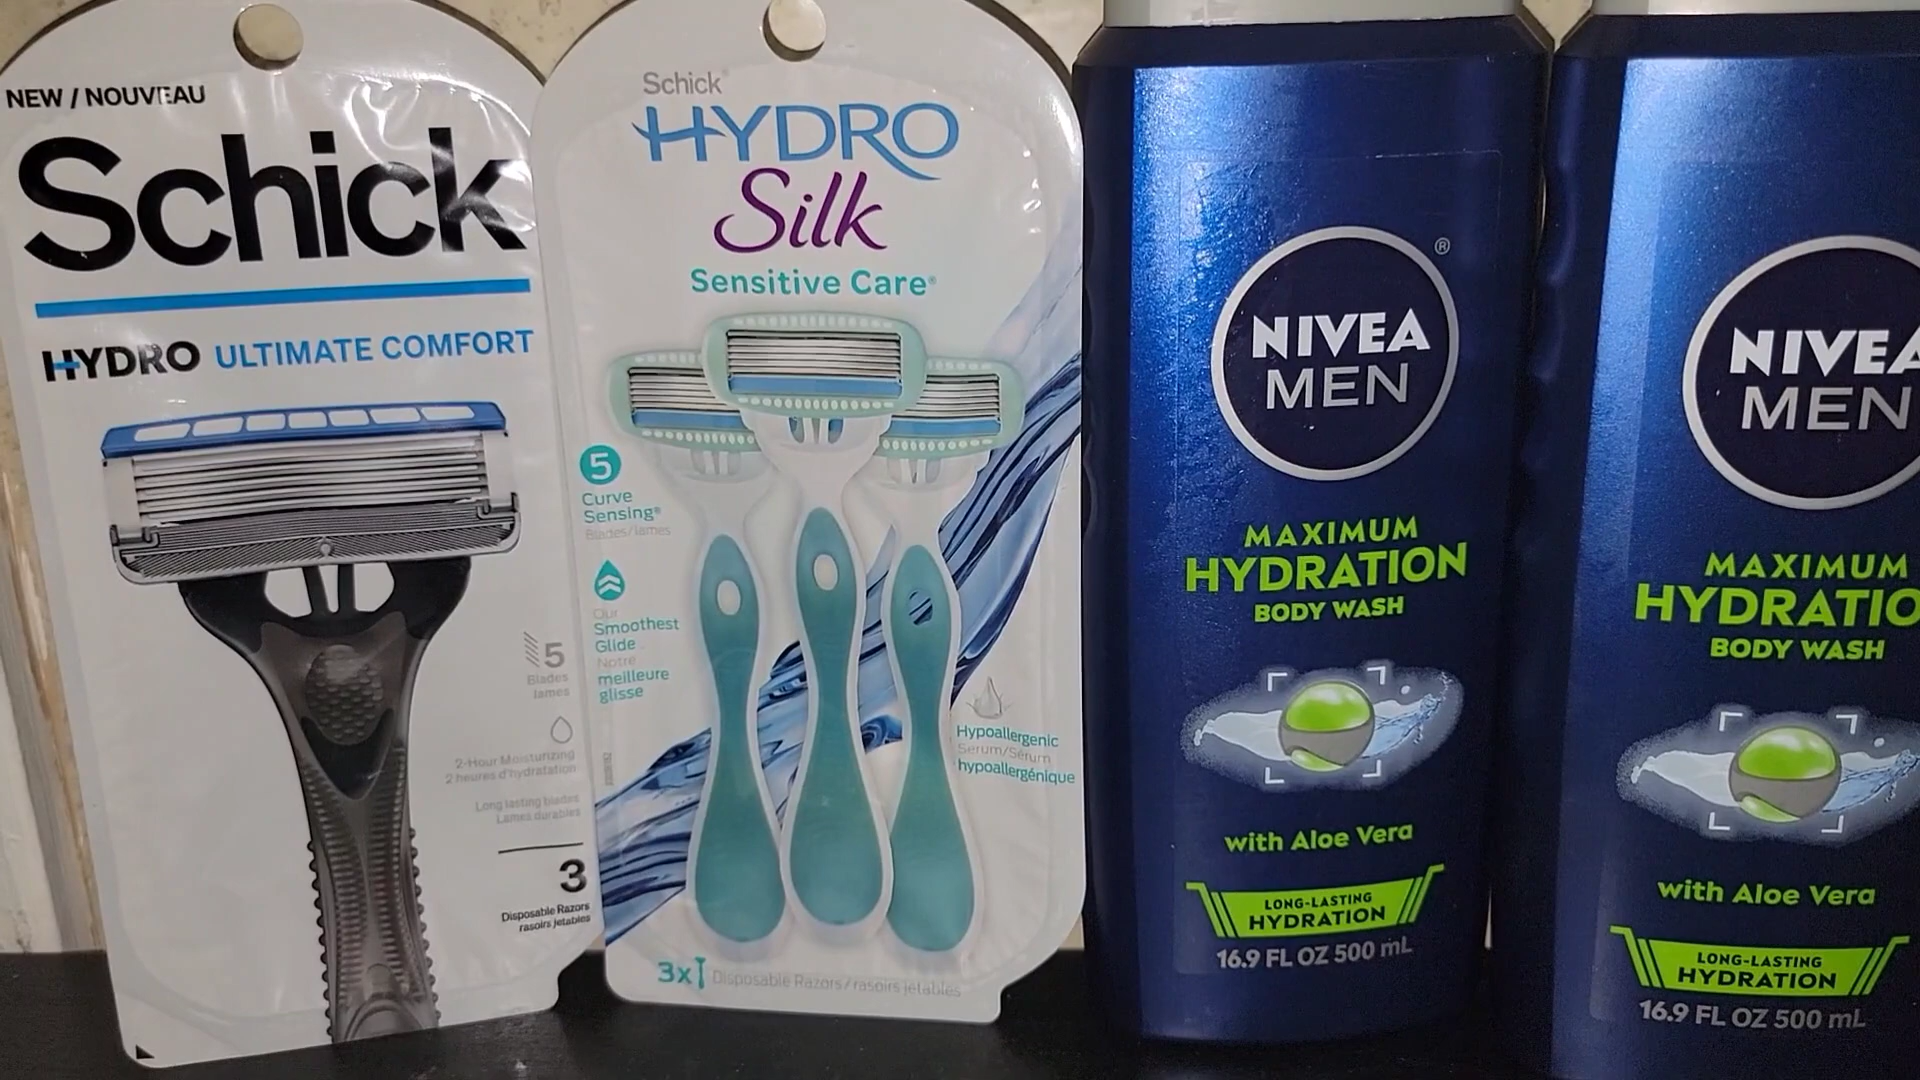 NEW / NOUVEAU
Schick
HYDRO ULTIMATE COMFORT
5
Blades
lames
2-Hour Moisturizing
2 heures d'hydratation
Long lasting blades
Lames durables
3
Disposable Razors
rasoirs jetables
Schick®
HYDRO
Silk
Sensitive Care®
5
Curve
Sensing®
Blades/lames
Our
Smoothest
Glide
Notre
meilleure
glisse
Hypoallergenic
Serum/Sérum
hypoallergénique
3x Disposable Razors/rasoirs jetables
®
NIVEA
MEN
MAXIMUM
HYDRATION
BODY WASH
with Aloe Vera
LONG-LASTING
HYDRATION
16.9 FL OZ 500 mL
NIVEA
MEN
MAXIMUM
HYDRATIO
BODY WASH
with Aloe Vera
LONG-LASTING
HYDRATION
16.9 FL OZ 500 mL